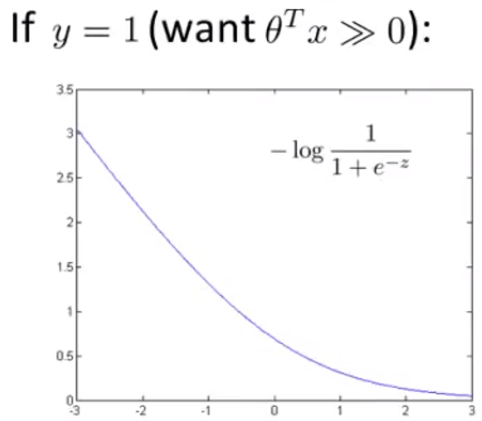 If y = 1 (want θᵀx ≫ 0):
3.5
3
2.5
2
1.5
1
0.5
0
-3 -2 -1 0 1 2 3
− log 1 / (1 + e⁻ᶻ)